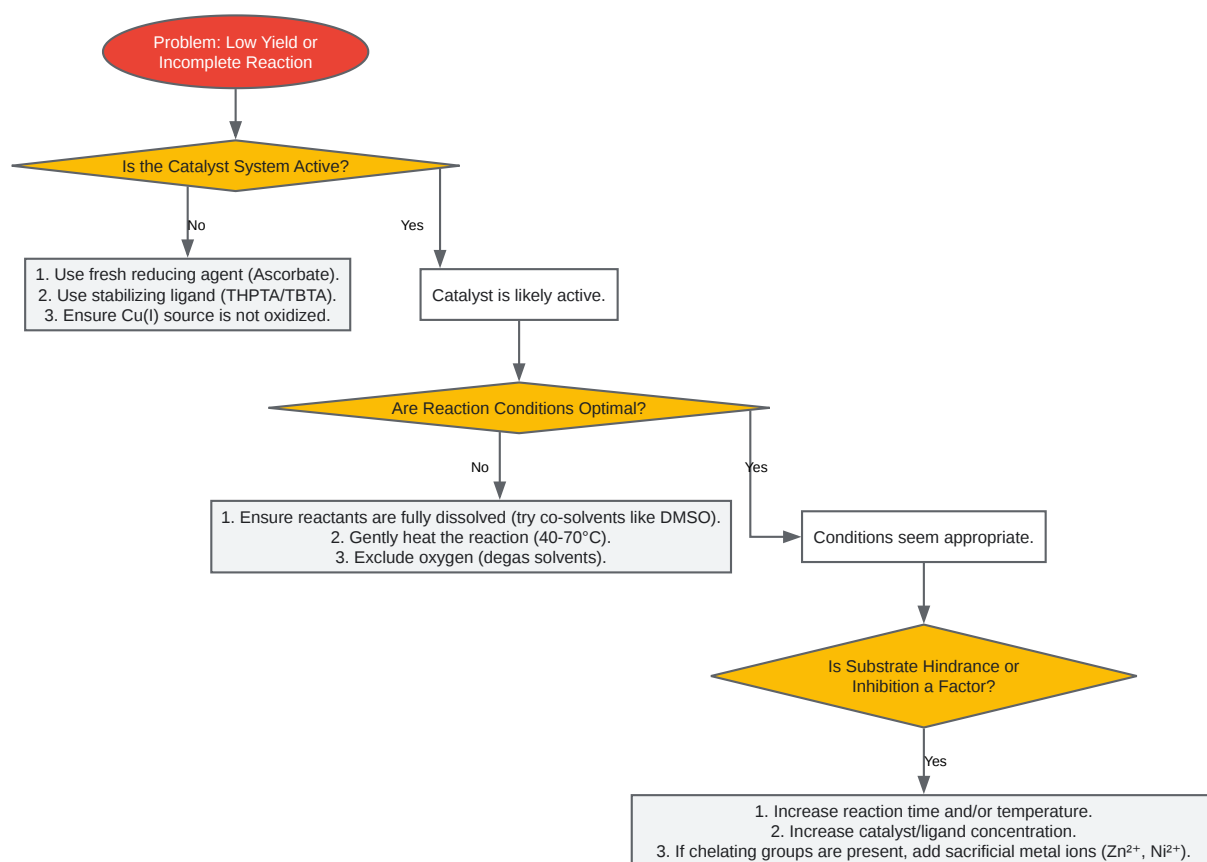 Problem: Low Yield or
Incomplete Reaction
Is the Catalyst System Active?
No
Yes
1. Use fresh reducing agent (Ascorbate).
2. Use stabilizing ligand (THPTA/TBTA).
3. Ensure Cu(I) source is not oxidized.
Catalyst is likely active.
Are Reaction Conditions Optimal?
No
Yes
1. Ensure reactants are fully dissolved (try co-solvents like DMSO).
2. Gently heat the reaction (40-70°C).
3. Exclude oxygen (degas solvents).
Conditions seem appropriate.
Is Substrate Hindrance or
Inhibition a Factor?
Yes
1. Increase reaction time and/or temperature.
2. Increase catalyst/ligand concentration.
3. If chelating groups are present, add sacrificial metal ions (Zn²⁺, Ni²⁺).